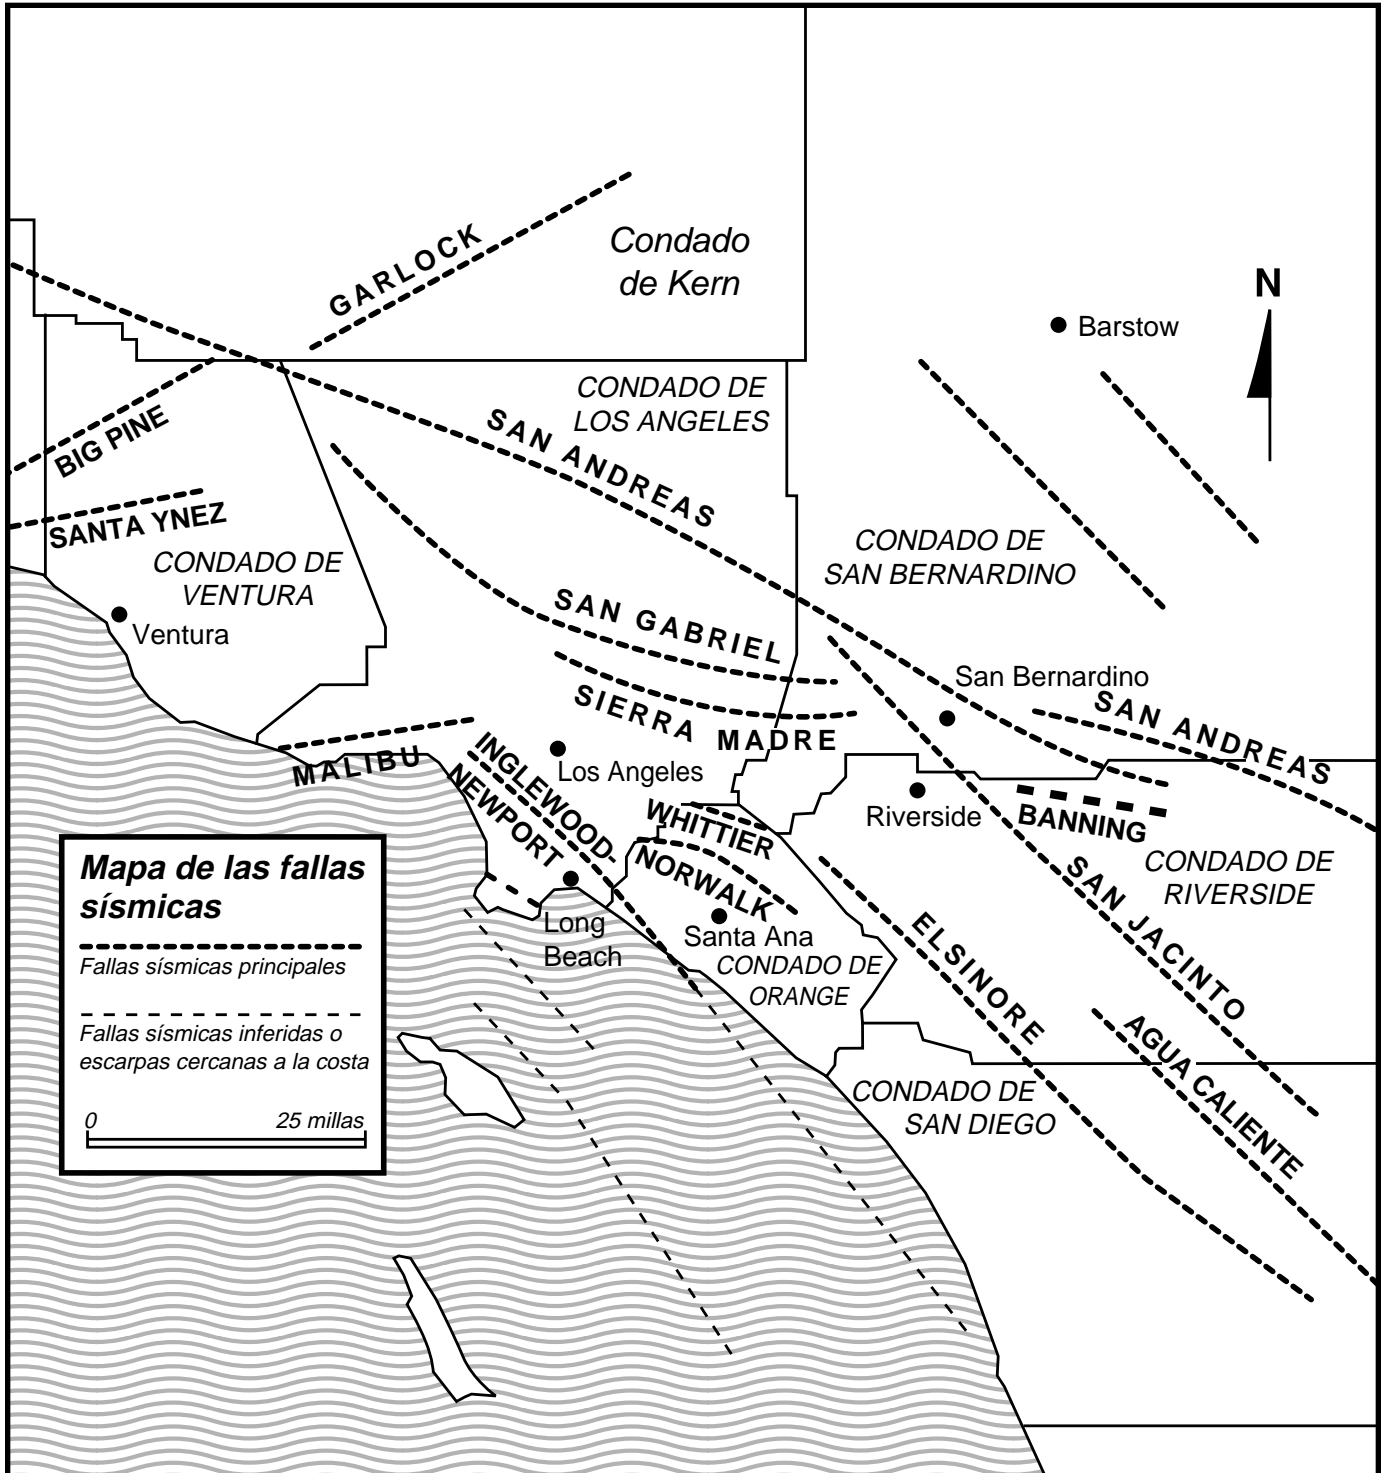 GARLOCK
Condado
de Kern
N
Barstow
BIG PINE
CONDADO DE
LOS ANGELES
SAN ANDREAS
SANTA YNEZ
CONDADO DE
VENTURA
CONDADO DE
SAN BERNARDINO
Ventura
SAN GABRIEL
San Bernardino
SIERRA MADRE
SAN ANDREAS
MALIBU
INGLEWOOD-
NEWPORT
Los Angeles
WHITTIER
Riverside
BANNING
NORWALK
CONDADO DE
RIVERSIDE
SAN JACINTO
Long
Beach
Santa Ana
CONDADO DE
ORANGE
ELSINORE
AGUA CALIENTE
CONDADO DE
SAN DIEGO
Mapa de las fallas
sísmicas
Fallas sísmicas principales
Fallas sísmicas inferidas o
escarpas cercanas a la costa
0 25 millas